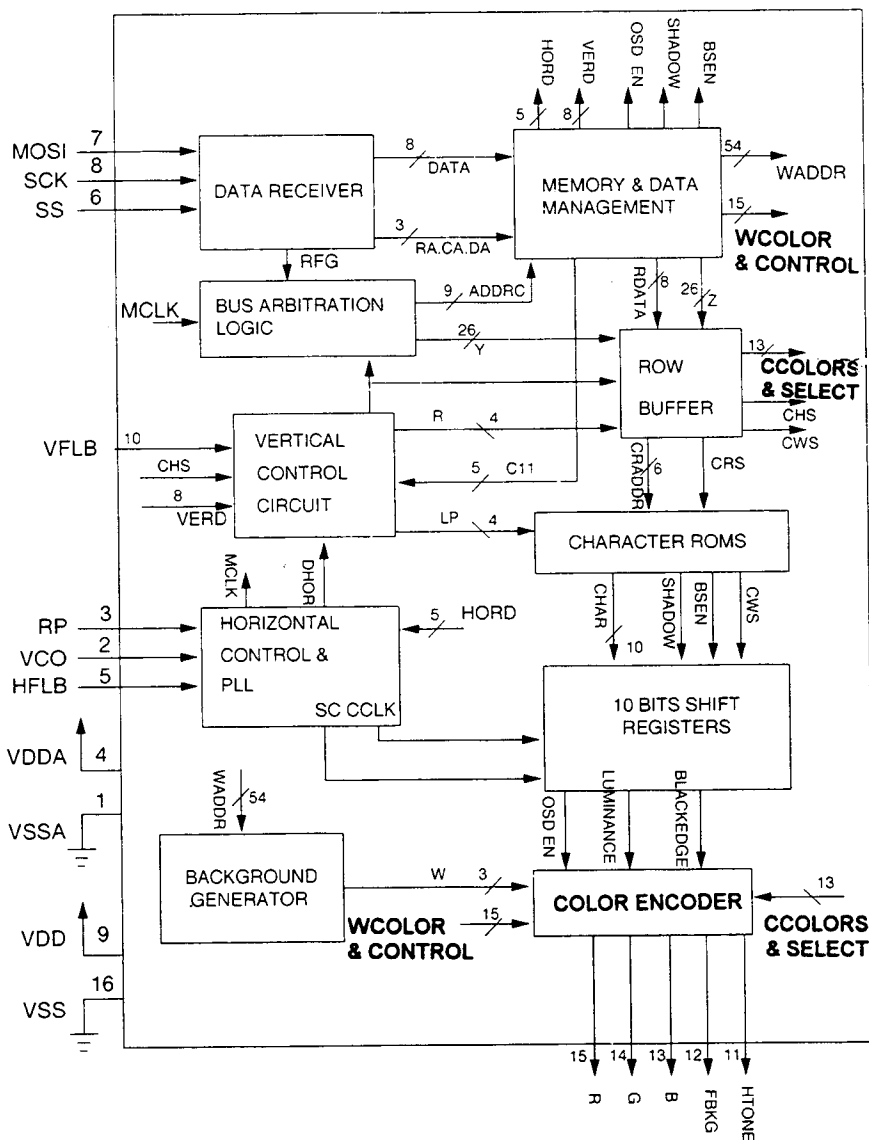 HORD
VERD
OSD EN
SHADOW
BSEN
5
8
MOSI
7
SCK
8
SS
6
DATA RECEIVER
8
DATA
3
RA.CA.DA
MEMORY & DATA
MANAGEMENT
54
WADDR
15
WCOLOR
& CONTROL
RFG
MCLK
BUS ARBITRATION
LOGIC
9
ADDRC
26
Y
RDATA
8
26
Z
ROW
BUFFER
13
CCOLORS
& SELECT
CHS
CWS
VFLB
10
CHS
8
VERD
VERTICAL
CONTROL
CIRCUIT
R
4
5
C11
LP
4
CRADDR
6
CRS
CHARACTER ROMS
MCLK
DHOR
CHAR
10
SHADOW
BSEN
CWS
RP
3
VCO
2
HFLB
5
HORIZONTAL
CONTROL &
PLL
SC CCLK
5
HORD
10 BITS SHIFT
REGISTERS
VDDA
4
1
VSSA
WADDR
54
OSD EN
LUMINANCE
BLACKEDGE
BACKGROUND
GENERATOR
W
3
15
WCOLOR
& CONTROL
COLOR ENCODER
13
CCOLORS
& SELECT
VDD
9
16
VSS
15
14
13
12
11
R
G
B
FBKG
HTONE